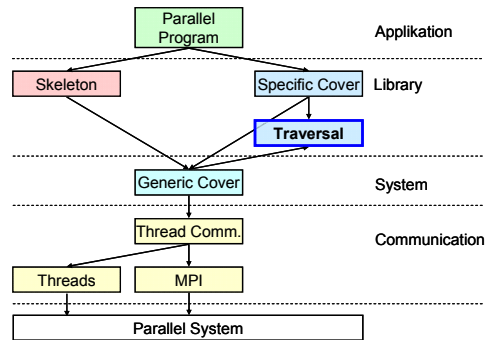 Parallel
Program
Applikation
Skeleton
Specific Cover
Library
Traversal
Generic Cover
System
Thread Comm.
Communication
Threads
MPI
Parallel System